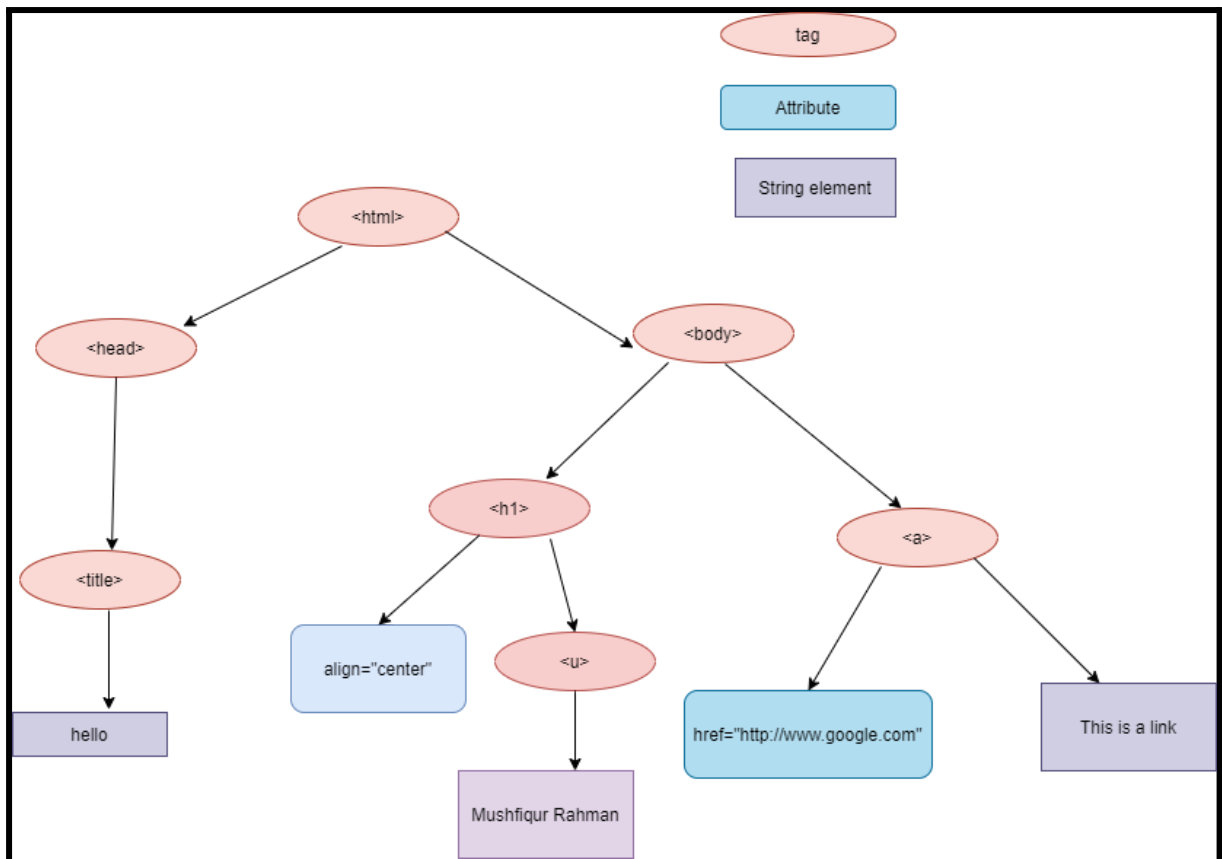 tag
Attribute
String element
<html>
<head>
<body>
<h1>
<a>
<title>
align="center"
<u>
href="http://www.google.com"
This is a link
hello
Mushfiqur Rahman